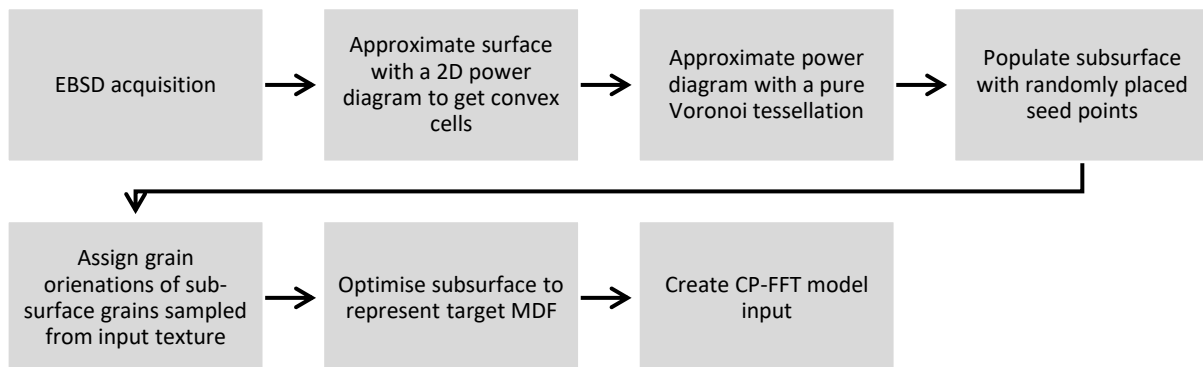 EBSD acquisition
Approximate surface
with a 2D power
diagram to get convex
cells
Approximate power
diagram with a pure
Voronoi tessellation
Populate subsurface
with randomly placed
seed points
Assign grain
orienations of sub-
surface grains sampled
from input texture
Optimise subsurface to
represent target MDF
Create CP-FFT model
input